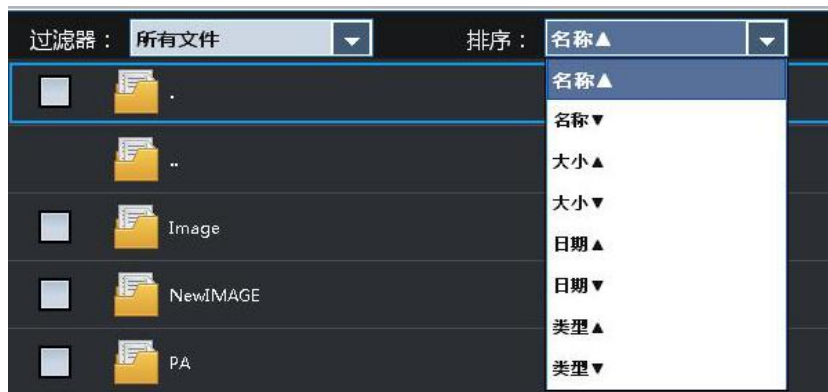 过滤器： 所有文件 排序： 名称▲
.
..
Image
NewIMAGE
PA
名称▲
名称▼
大小▲
大小▼
日期▲
日期▼
类型▲
类型▼